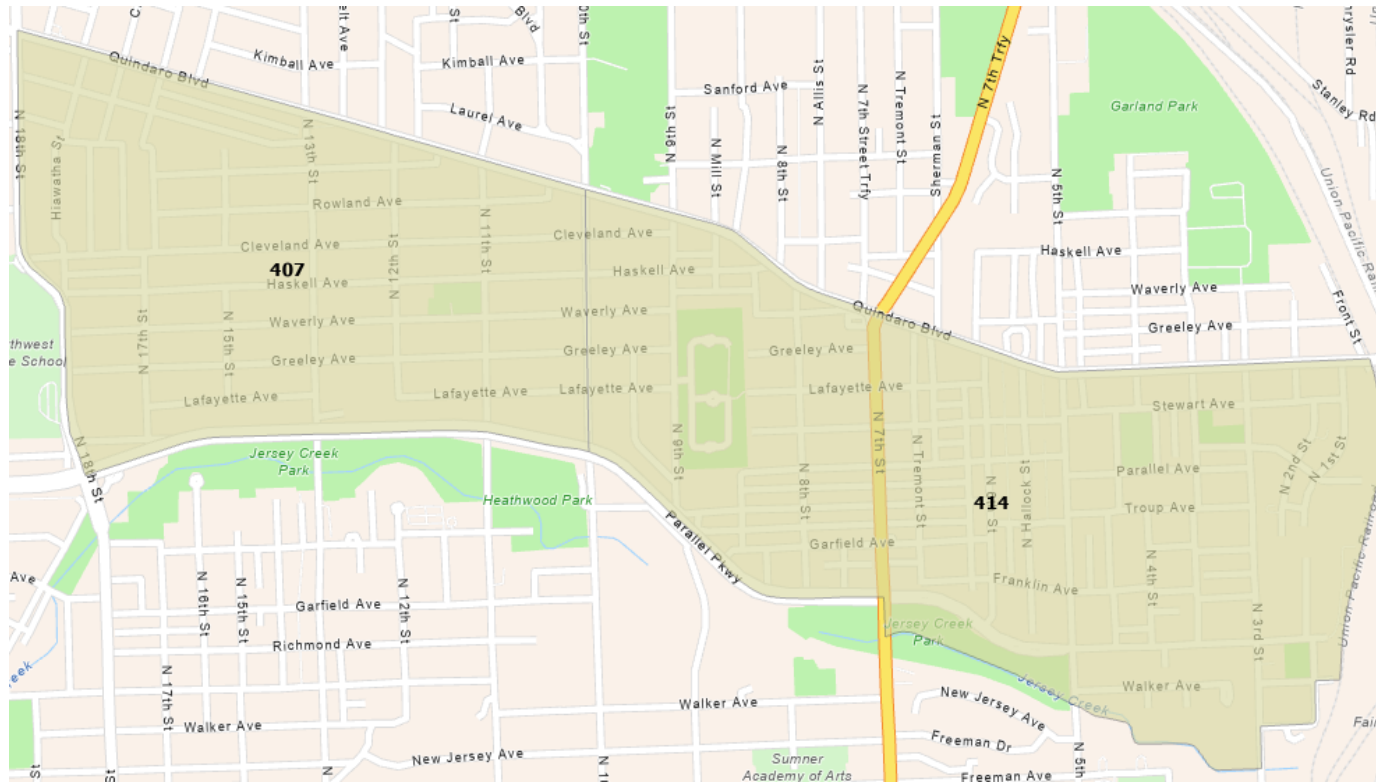 St
Blvd
Kimball Ave
Kimball Ave
Quindaro Blvd
Laurel Ave
Sanford Ave
N Allis St
N Tremont St
N 7th Trfy
Stanley Rd
Garland Park
N 18th St
Hiawatha St
N 13th St
N 9th St
N Mill St
N 8th St
N 7th Street Trfy
Sherman St
N 5th St
Union Pacific Rail
Rowland Ave
N 11th St
Cleveland Ave
Cleveland Ave
N 12th St
Haskell Ave
407
Haskell Ave
Haskell Ave
Waverly Ave
Waverly Ave
Waverly Ave
Quindaro Blvd
Front St
Greeley Ave
N 17th St
N 15th St
Greeley Ave
Greeley Ave
Greeley Ave
e School
Lafayette Ave
Lafayette Ave
Lafayette Ave
Lafayette Ave
Stewart Ave
N 18th St
Jersey Creek
Park
N 9th St
N 8th St
N 7th St
N Tremont St
N Hallock St
Parallel Ave
N 2nd St
N 1st St
Heathwood Park
414
Troup Ave
Parallel Pkwy
Garfield Ave
Franklin Ave
N 4th St
N 3rd St
Union Pacific Railroad
Ave
N 16th St
N 15th St
N 12th St
Garfield Ave
Richmond Ave
Jersey Creek
Park
Jersey Creek
N 17th St
Walker Ave
Walker Ave
Walker Ave
New Jersey Ave
New Jersey Ave
Freeman Dr
N 5th
Sumner
Academy of Arts
Freeman Ave